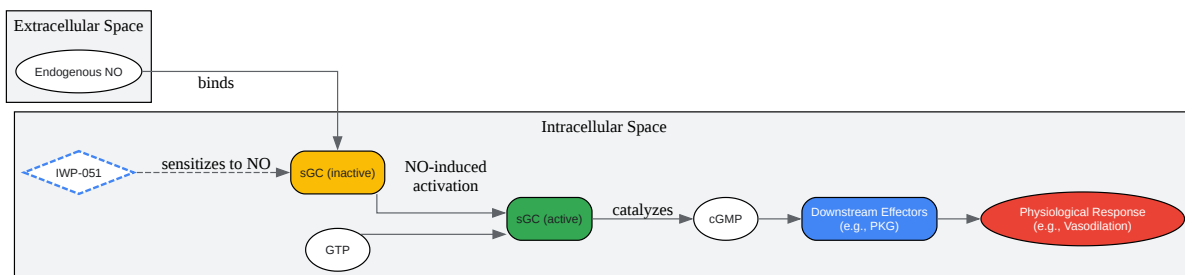 Extracellular Space
Endogenous NO
binds
Intracellular Space
IWP-051
sensitizes to NO
sGC (inactive)
NO-induced
activation
GTP
sGC (active)
catalyzes
cGMP
Downstream Effectors
(e.g., PKG)
Physiological Response
(e.g., Vasodilation)